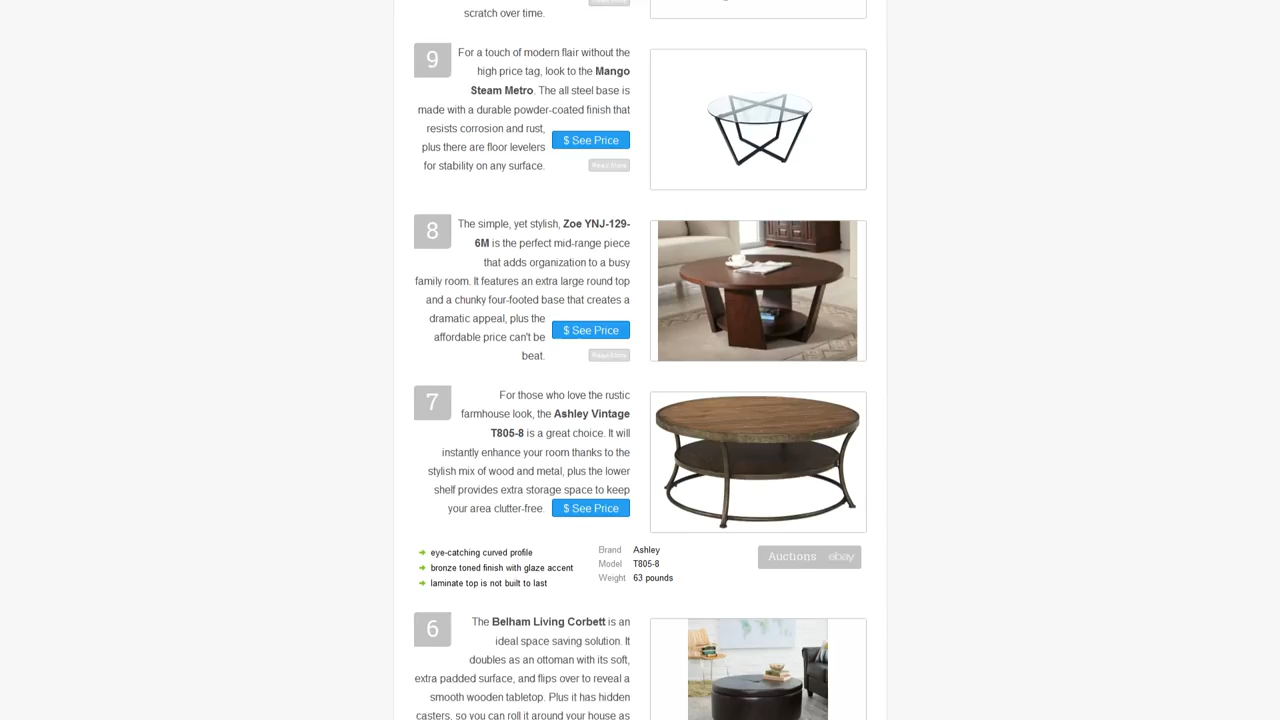 scratch over time.
9
For a touch of modern flair without the
high price tag, look to the Mango
Steam Metro. The all steel base is
made with a durable powder-coated finish that
resists corrosion and rust,
plus there are floor levelers
for stability on any surface.
$ See Price
Read More
8
The simple, yet stylish, Zoe YNJ-129-
6M is the perfect mid-range piece
that adds organization to a busy
family room. It features an extra large round top
and a chunky four-footed base that creates a
dramatic appeal, plus the
affordable price can't be
beat.
$ See Price
Read More
7
For those who love the rustic
farmhouse look, the Ashley Vintage
T805-8 is a great choice. It will
instantly enhance your room thanks to the
stylish mix of wood and metal, plus the lower
shelf provides extra storage space to keep
your area clutter-free.
$ See Price
eye-catching curved profile
bronze toned finish with glaze accent
laminate top is not built to last
Brand Ashley
Model T805-8
Weight 63 pounds
Auctions ebay
6
The Belham Living Corbett is an
ideal space saving solution. It
doubles as an ottoman with its soft,
extra padded surface, and flips over to reveal a
smooth wooden tabletop. Plus it has hidden
casters, so you can roll it around your house as